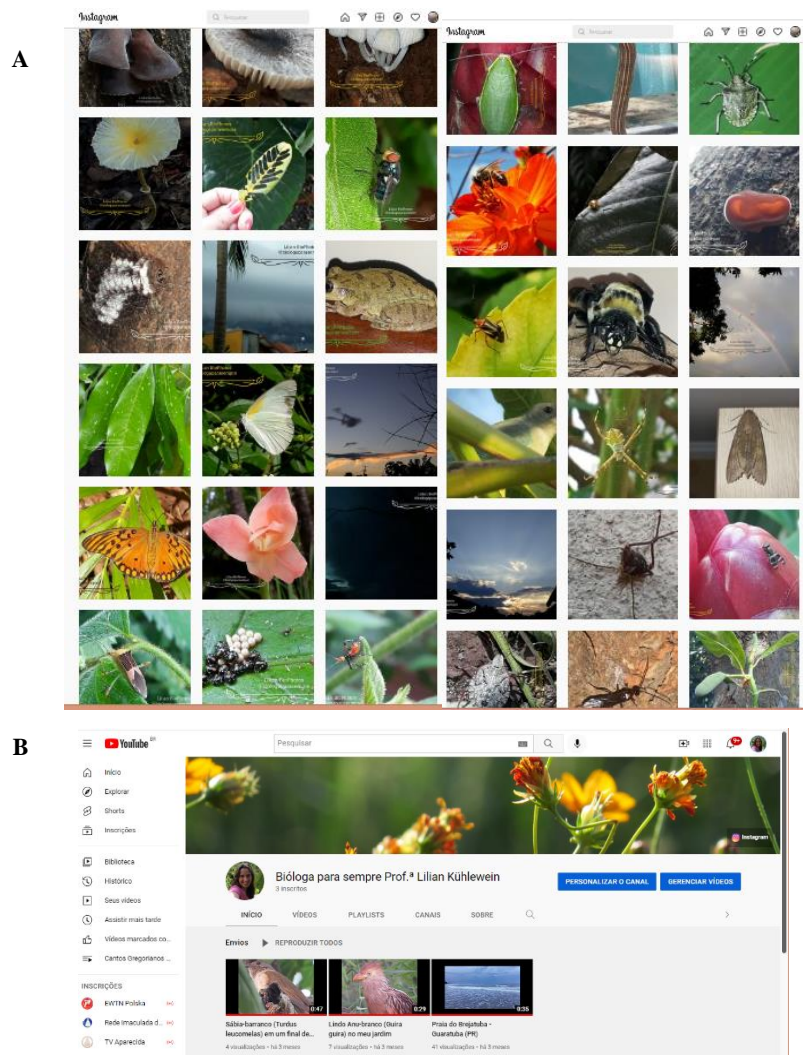 A
Instagram
Pesquisar
Instagram
Pesquisar
B
YouTube BR
Pesquisar
9+
Início
Explorar
Shorts
Inscrições
Instagram
Biblioteca
Histórico
Seus vídeos
Assistir mais tarde
Vídeos marcados co...
Cantos Gregorianos ...
Bióloga para sempre Prof.ª Lilian Kühlewein
3 inscritos
PERSONALIZAR O CANAL
GERENCIAR VÍDEOS
INÍCIO
VÍDEOS
PLAYLISTS
CANAIS
SOBRE
Envios
REPRODUZIR TODOS
INSCRIÇÕES
EWTN Polska
Rede Imaculada d...
TV Aparecida
0:47
0:29
0:35
Sábia-barranco (Turdus
leucomelas) em um final de...
4 visualizações • há 3 meses
Lindo Anu-branco (Guira
guira) no meu jardim
7 visualizações • há 3 meses
Praia do Brejatuba -
Guaratuba (PR)
41 visualizações • há 3 meses